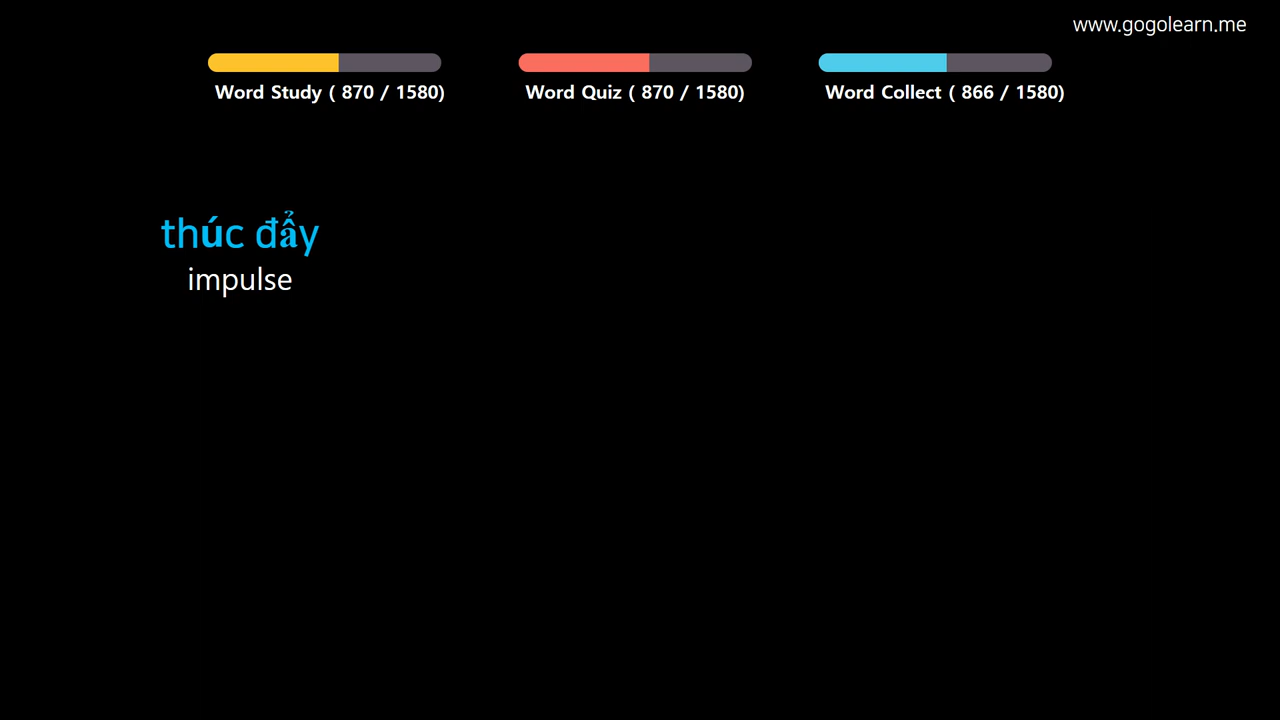 www.gogolearn.me
Word Study ( 870 / 1580)
Word Quiz ( 870 / 1580)
Word Collect ( 866 / 1580)
thúc đẩy
impulse